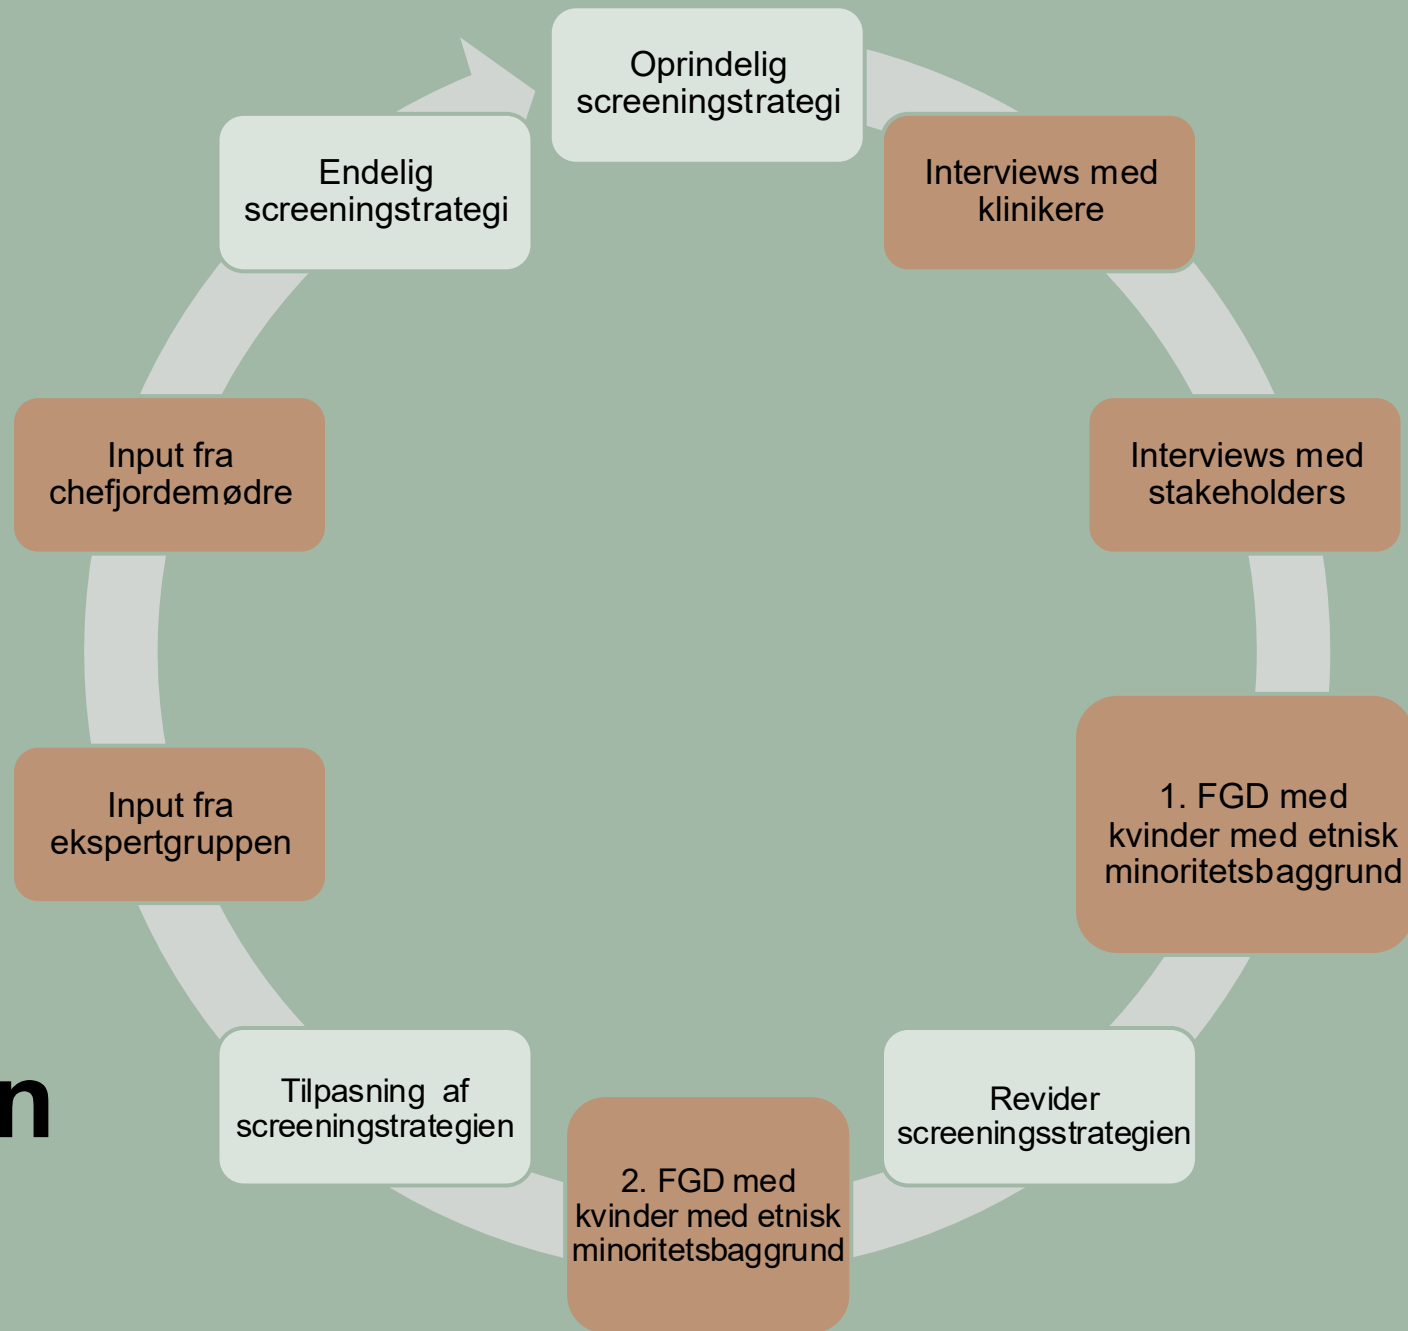 Oprindelig
screeningstrategi
Interviews med
klinikere
Interviews med
stakeholders
1. FGD med
kvinder med etnisk
minoritetsbaggrund
Revider
screeningsstrategien
2. FGD med
kvinder med etnisk
minoritetsbaggrund
Tilpasning af
screeningstrategien
Input fra
ekspertgruppen
Input fra
chefjordemødre
Endelig
screeningstrategi
n